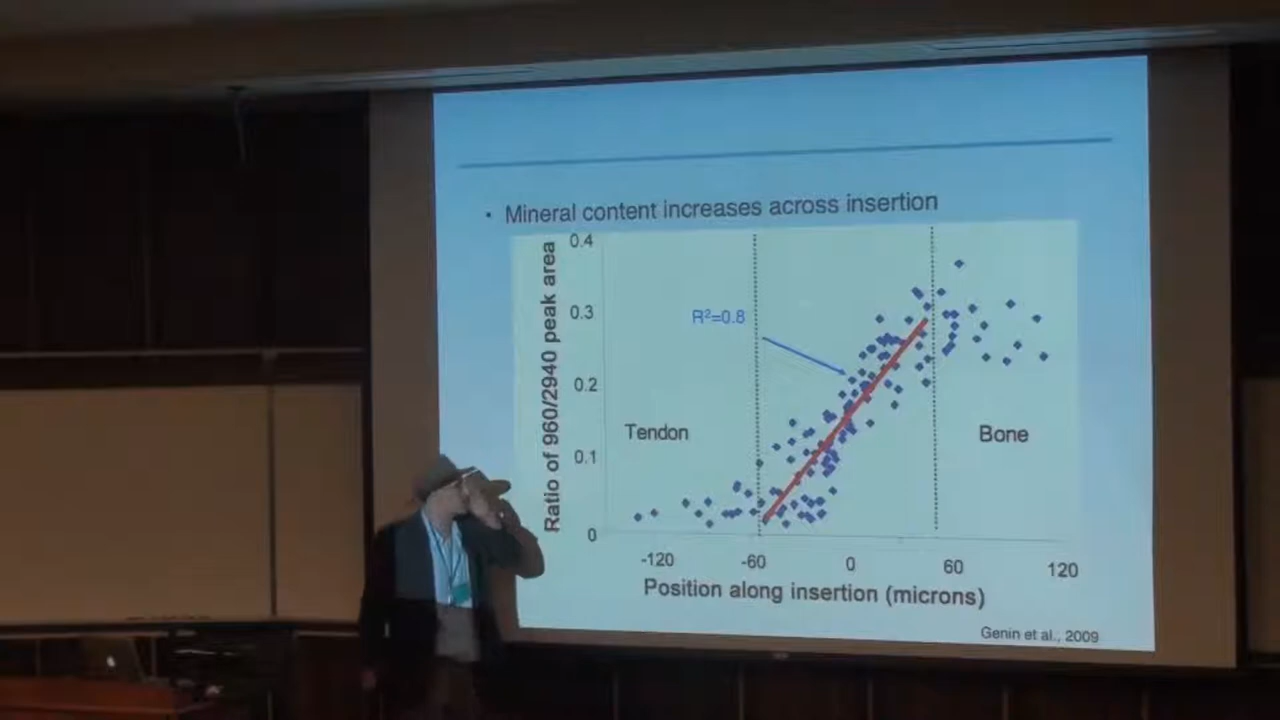 • Mineral content increases across insertion
Ratio of 960/2940 peak area
0.4
0.3
0.2
0.1
0
R²=0.8
Tendon
Bone
-120
-60
0
60
120
Position along insertion (microns)
Genin et al., 2009